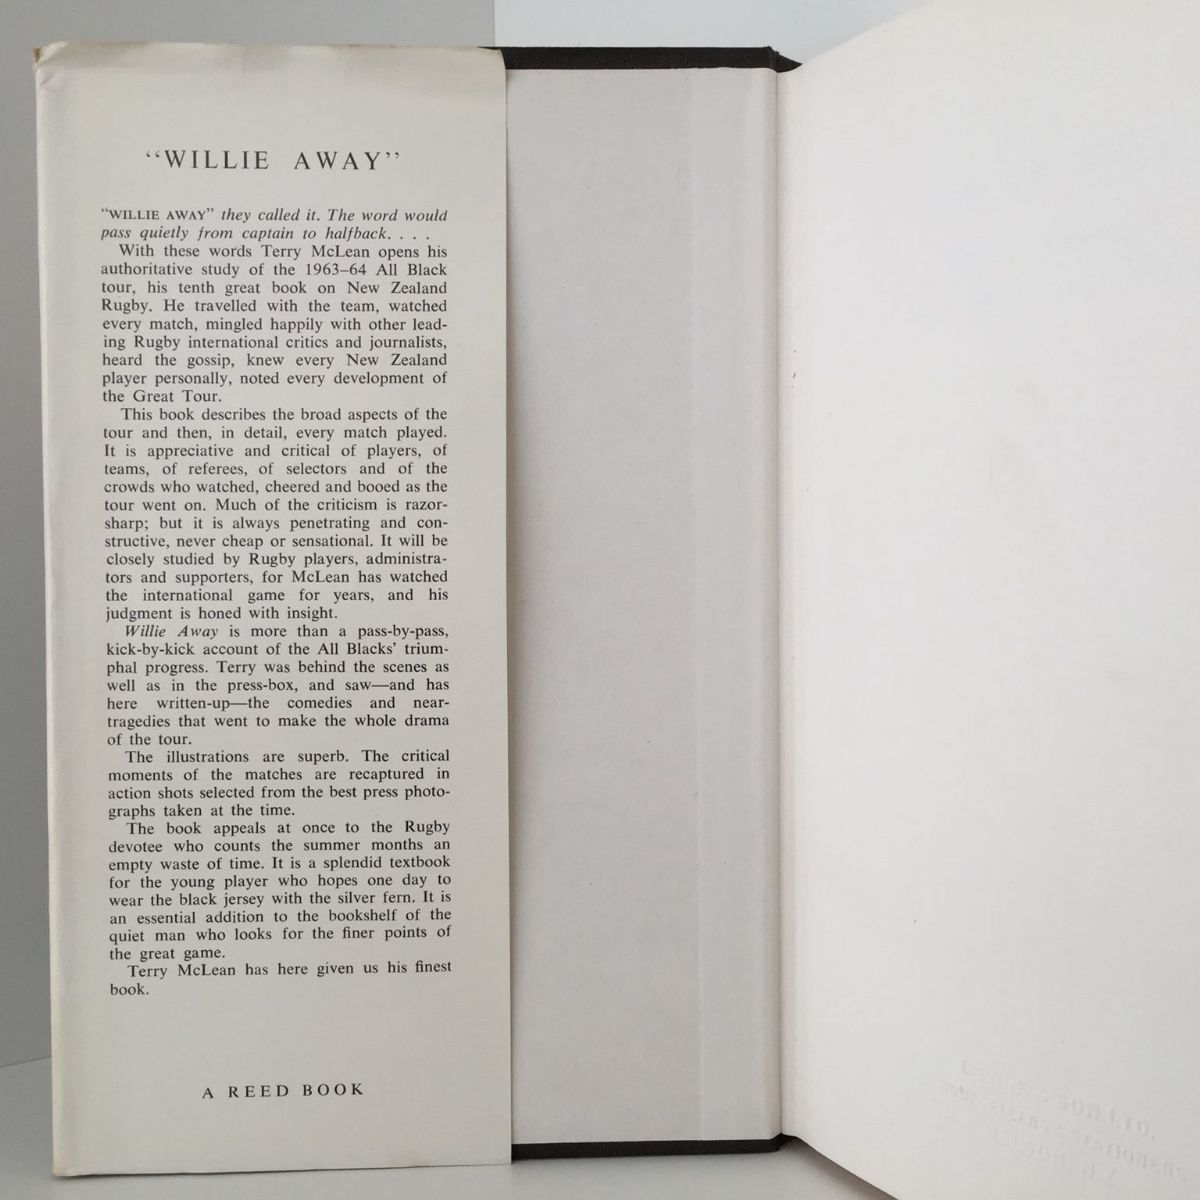 “WILLIE AWAY”
“WILLIE AWAY” they called it. The word would
pass quietly from captain to halfback. . . .
With these words Terry McLean opens his
authoritative study of the 1963–64 All Black
tour, his tenth great book on New Zealand
Rugby. He travelled with the team, watched
every match, mingled happily with other lead-
ing Rugby international critics and journalists,
heard the gossip, knew every New Zealand
player personally, noted every development of
the Great Tour.
This book describes the broad aspects of the
tour and then, in detail, every match played.
It is appreciative and critical of players, of
teams, of referees, of selectors and of the
crowds who watched, cheered and booed as the
tour went on. Much of the criticism is razor-
sharp; but it is always penetrating and con-
structive, never cheap or sensational. It will be
closely studied by Rugby players, administra-
tors and supporters, for McLean has watched
the international game for years, and his
judgment is honed with insight.
Willie Away is more than a pass-by-pass,
kick-by-kick account of the All Blacks’ trium-
phal progress. Terry was behind the scenes as
well as in the press-box, and saw—and has
here written-up—the comedies and near-
tragedies that went to make the whole drama
of the tour.
The illustrations are superb. The critical
moments of the matches are recaptured in
action shots selected from the best press photo-
graphs taken at the time.
The book appeals at once to the Rugby
devotee who counts the summer months an
empty waste of time. It is a splendid textbook
for the young player who hopes one day to
wear the black jersey with the silver fern. It is
an essential addition to the bookshelf of the
quiet man who looks for the finer points of
the great game.
Terry McLean has here given us his finest
book.
A REED BOOK